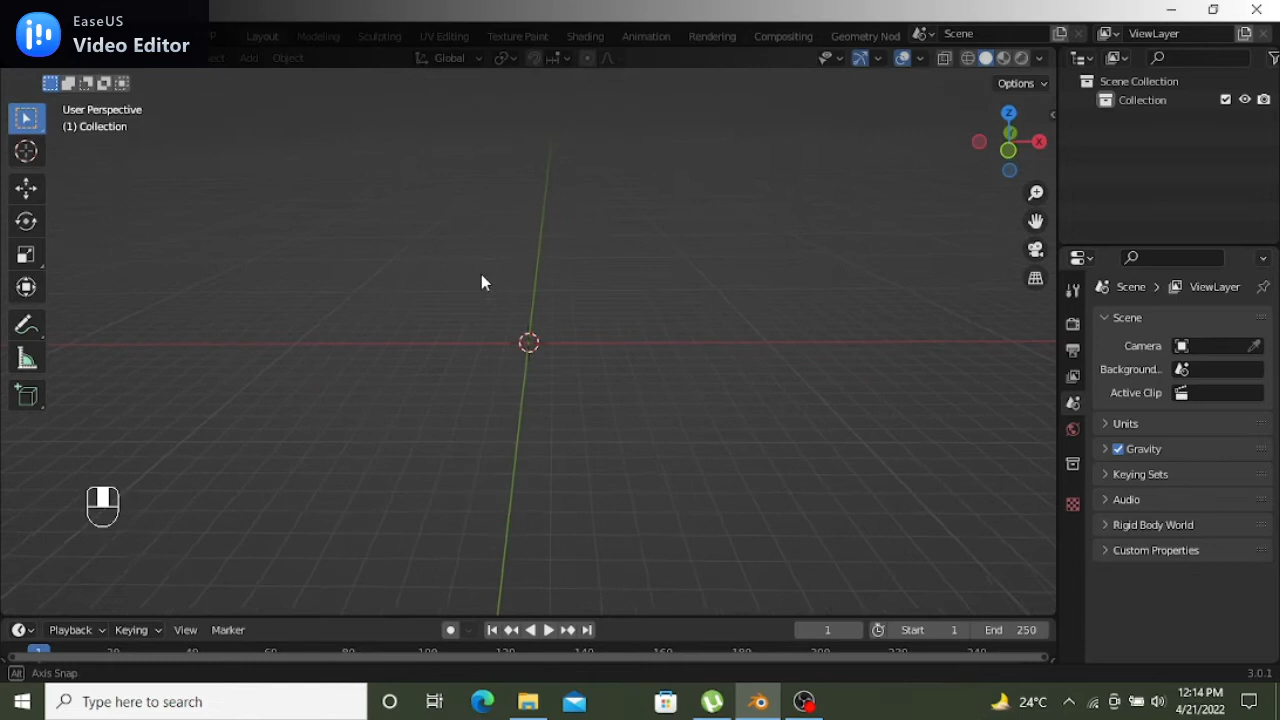 EaseUS
Video Editor
Layout Modeling Sculpting UV Editing Texture Paint Shading Animation Rendering Compositing Geometry Nod Scene ViewLayer
Add Object Global
Options
User Perspective
(1) Collection
Z
X
Scene Collection
Collection
Scene > ViewLayer
Scene
Camera
Background..
Active Clip
Units
Gravity
Keying Sets
Audio
Rigid Body World
Custom Properties
Playback Keying View Marker 1 Start 1 End 250
Alt Axis Snap 3.0.1
Type here to search 24°C 12:14 PM
4/21/2022